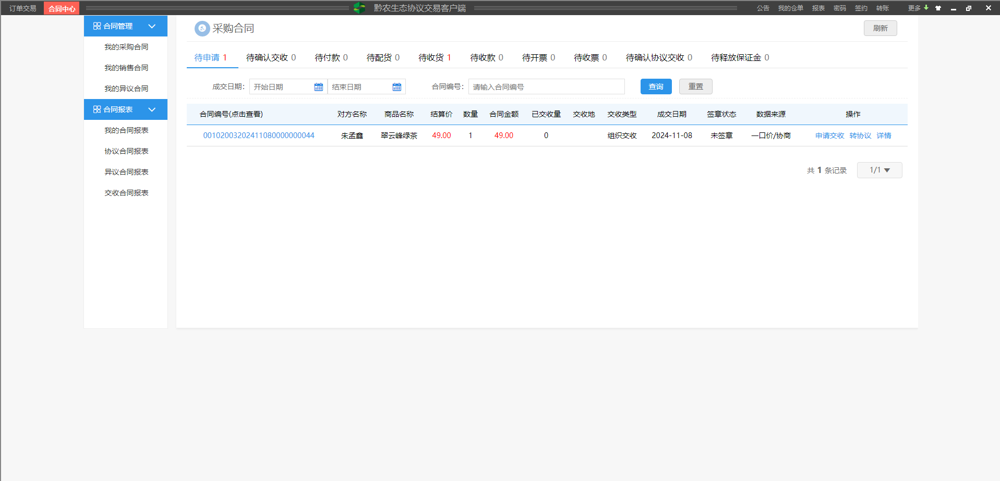 订单交易 合同中心 黔农生态协议交易客户端 公告 我的仓单 报表 密码 签约 转账 更多
合同管理
我的采购合同
我的销售合同
我的异议合同
合同报表
我的合同报表
协议合同报表
异议合同报表
交收合同报表
采购合同 刷新
待申请 1 待确认交收 0 待付款 0 待配货 0 待收货 1 待收款 0 待开票 0 待收票 0 待确认协议交收 0 待释放保证金 0
成交日期: 开始日期 结束日期 合同编号: 请输入合同编号 查询 重置
合同编号(点击查看) 对方名称 商品名称 结算价 数量 合同金额 已交收量 交收地 交收类型 成交日期 签章状态 数据来源 操作
00102003202411080000000044 朱孟鑫 翠云峰绿茶 49.00 1 49.00 0 组织交收 2024-11-08 未签章 一口价/协商 申请交收 转协议 详情
共 1 条记录 1/1